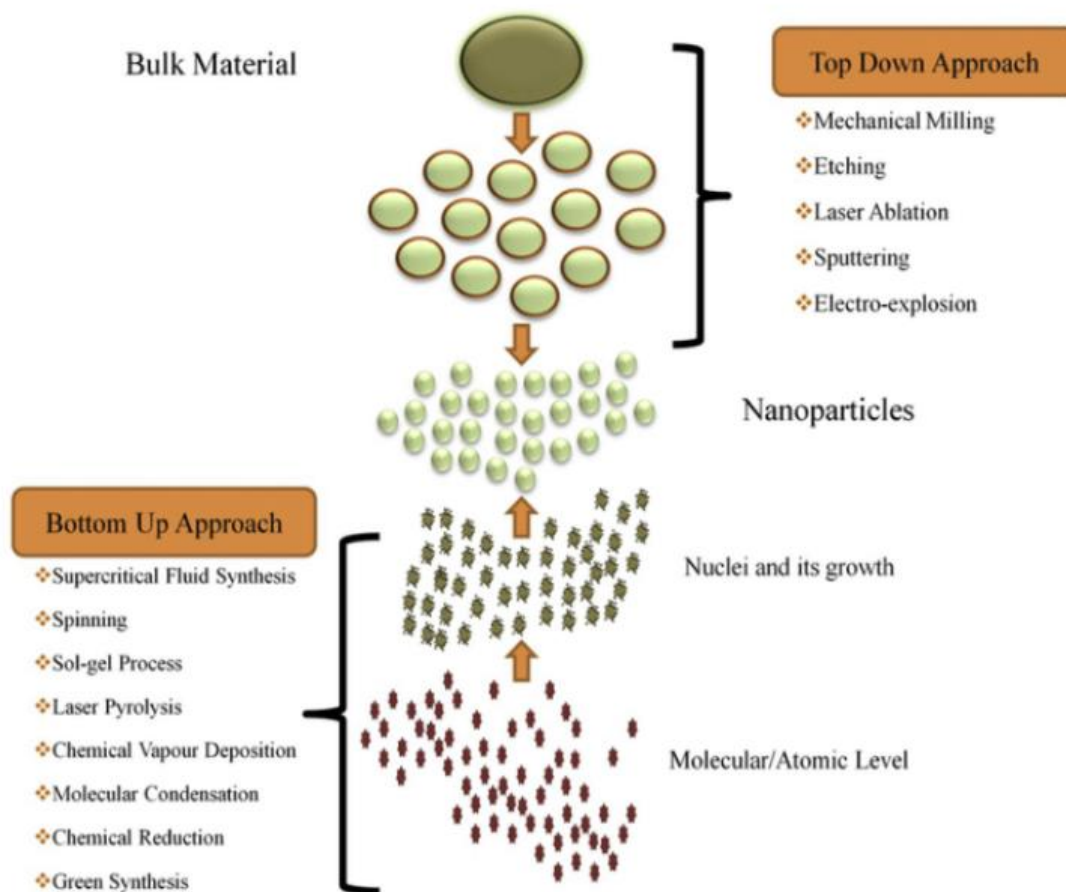 Bulk Material
Top Down Approach
❖Mechanical Milling
❖Etching
❖Laser Ablation
❖Sputtering
❖Electro-explosion
Nanoparticles
Bottom Up Approach
❖Supercritical Fluid Synthesis
❖Spinning
❖Sol-gel Process
❖Laser Pyrolysis
❖Chemical Vapour Deposition
❖Molecular Condensation
❖Chemical Reduction
❖Green Synthesis
Nuclei and its growth
Molecular/Atomic Level